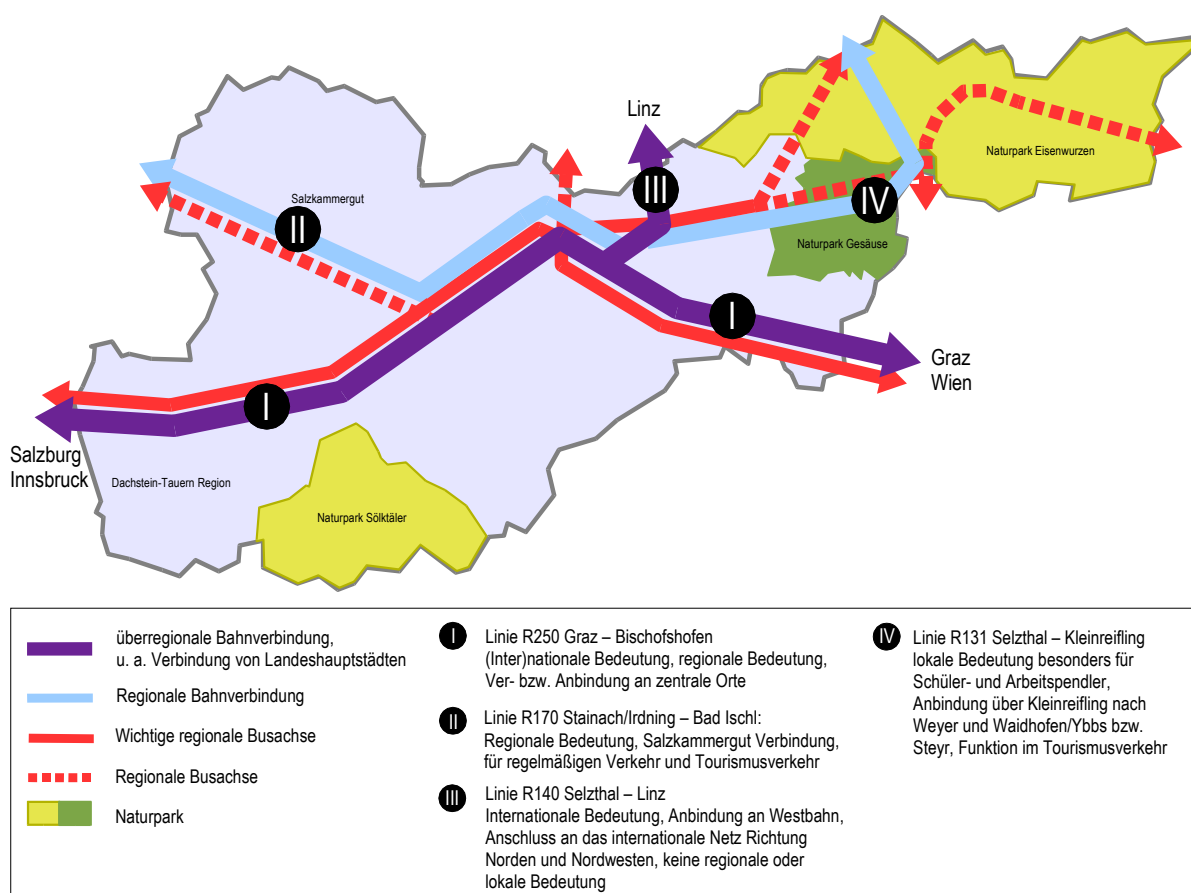 Linz
Naturpark Eisenwurzen
III
Salzkammergut
IV
II
Naturpark Gesäuse
I
Graz
Wien
I
Salzburg
Innsbruck
Dachstein-Tauern Region
Naturpark Sölktäler
überregionale Bahnverbindung,
u. a. Verbindung von Landeshauptstädten
Regionale Bahnverbindung
Wichtige regionale Busachse
Regionale Busachse
Naturpark
I
Linie R250 Graz – Bischofshofen
(Inter)nationale Bedeutung, regionale Bedeutung,
Ver- bzw. Anbindung an zentrale Orte
II
Linie R170 Stainach/Irdning – Bad Ischl:
Regionale Bedeutung, Salzkammergut Verbindung,
für regelmäßigen Verkehr und Tourismusverkehr
III
Linie R140 Selzthal – Linz
Internationale Bedeutung, Anbindung an Westbahn,
Anschluss an das internationale Netz Richtung
Norden und Nordwesten, keine regionale oder
lokale Bedeutung
IV
Linie R131 Selzthal – Kleinreifling
lokale Bedeutung besonders für
Schüler- und Arbeitspendler,
Anbindung über Kleinreifling nach
Weyer und Waidhofen/Ybbs bzw.
Steyr, Funktion im Tourismusverkehr